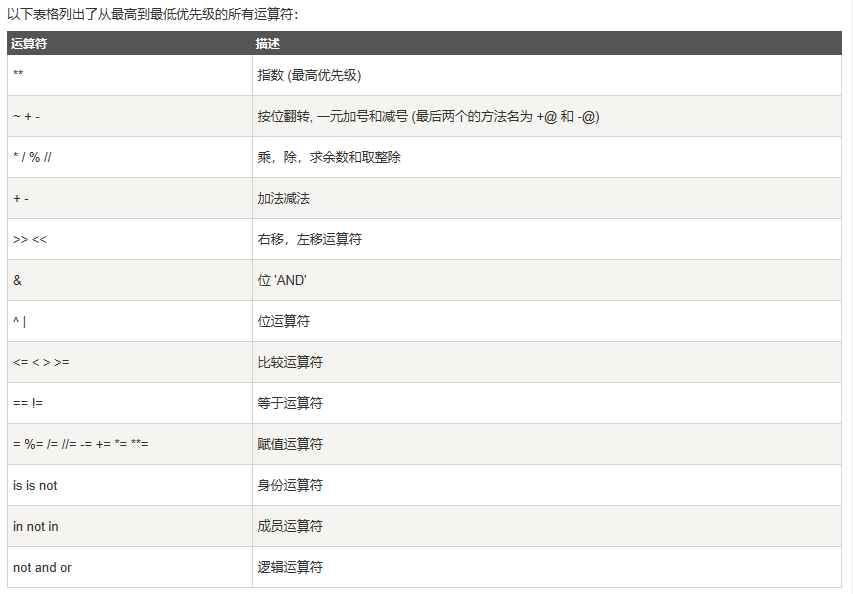 以下表格列出了从最高到最低优先级的所有运算符：
运算符 描述
** 指数 (最高优先级)
~ + - 按位翻转, 一元加号和减号 (最后两个的方法名为 +@ 和 -@)
* / % // 乘，除，求余数和取整除
+ - 加法减法
>> << 右移，左移运算符
& 位 'AND'
^ | 位运算符
<= < > >= 比较运算符
== != 等于运算符
= %= /= //= -= += *= **= 赋值运算符
is is not 身份运算符
in not in 成员运算符
not and or 逻辑运算符